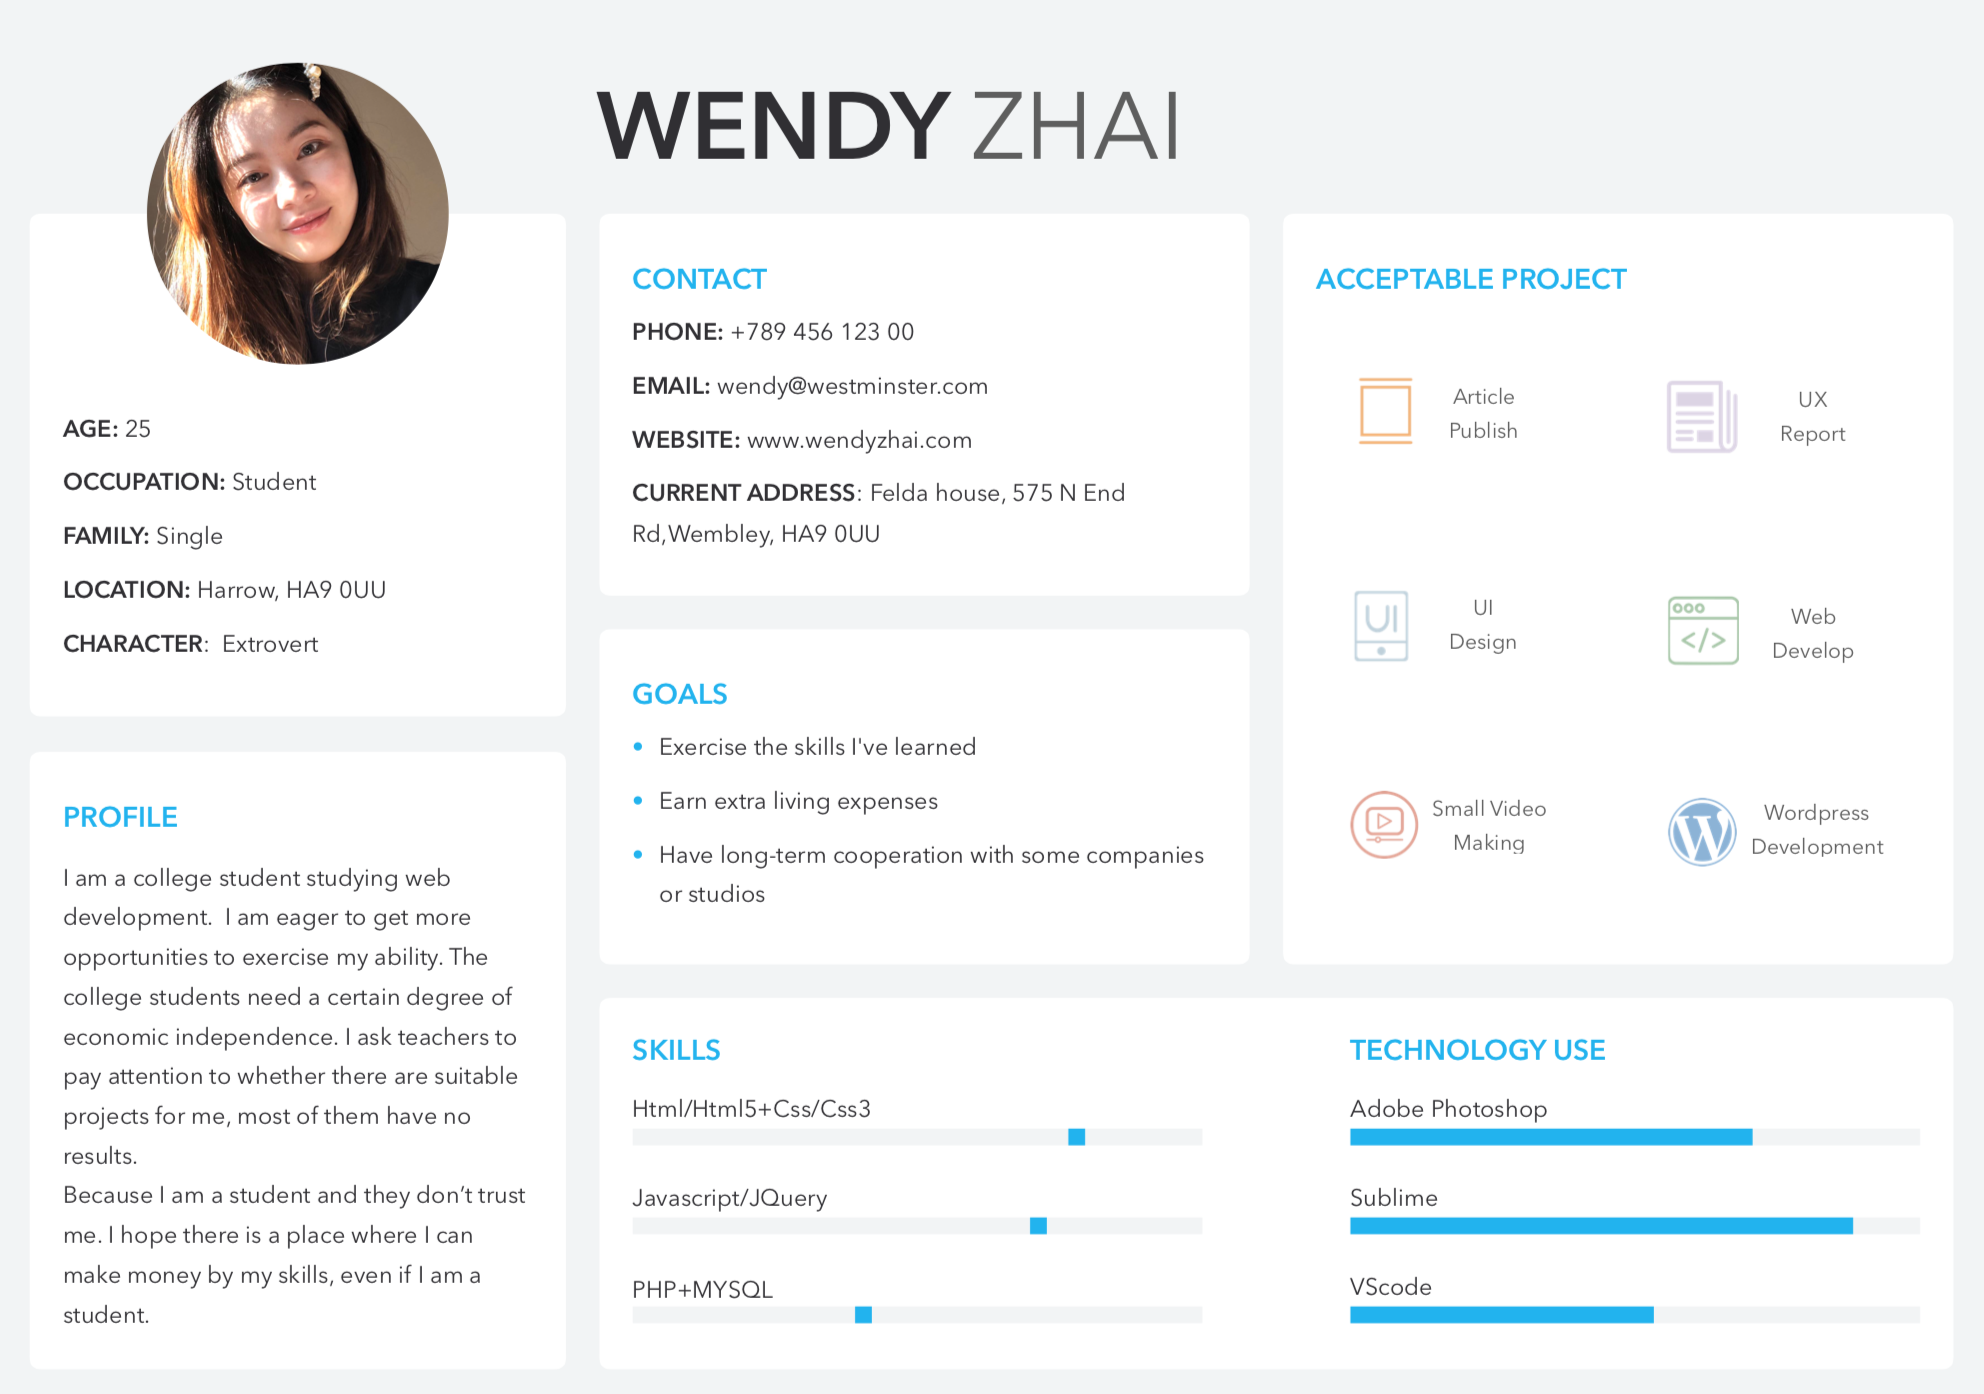 WENDY ZHAI
AGE: 25
OCCUPATION: Student
FAMILY: Single
LOCATION: Harrow, HA9 0UU
CHARACTER:  Extrovert
PROFILE
I am a college student studying web
development.  I am eager to get more
opportunities to exercise my ability. The
college students need a certain degree of
economic independence. I ask teachers to
pay attention to whether there are suitable
projects for me, most of them have no
results.
Because I am a student and they don’t trust
me. I hope there is a place where I can
make money by my skills, even if I am a
student.
CONTACT
PHONE: +789 456 123 00
EMAIL: wendy@westminster.com
WEBSITE: www.wendyzhai.com
CURRENT ADDRESS: Felda house, 575 N End
Rd,Wembley, HA9 0UU
GOALS
Exercise the skills I've learned
Earn extra living expenses
Have long-term cooperation with some companies
or studios
ACCEPTABLE PROJECT
Article
Publish
UX
Report
UI
UI
Design
</>
Web
Develop
Small Video
Making
W
Wordpress
Development
SKILLS
Html/Html5+Css/Css3
Javascript/JQuery
PHP+MYSQL
TECHNOLOGY USE
Adobe Photoshop
Sublime
VScode